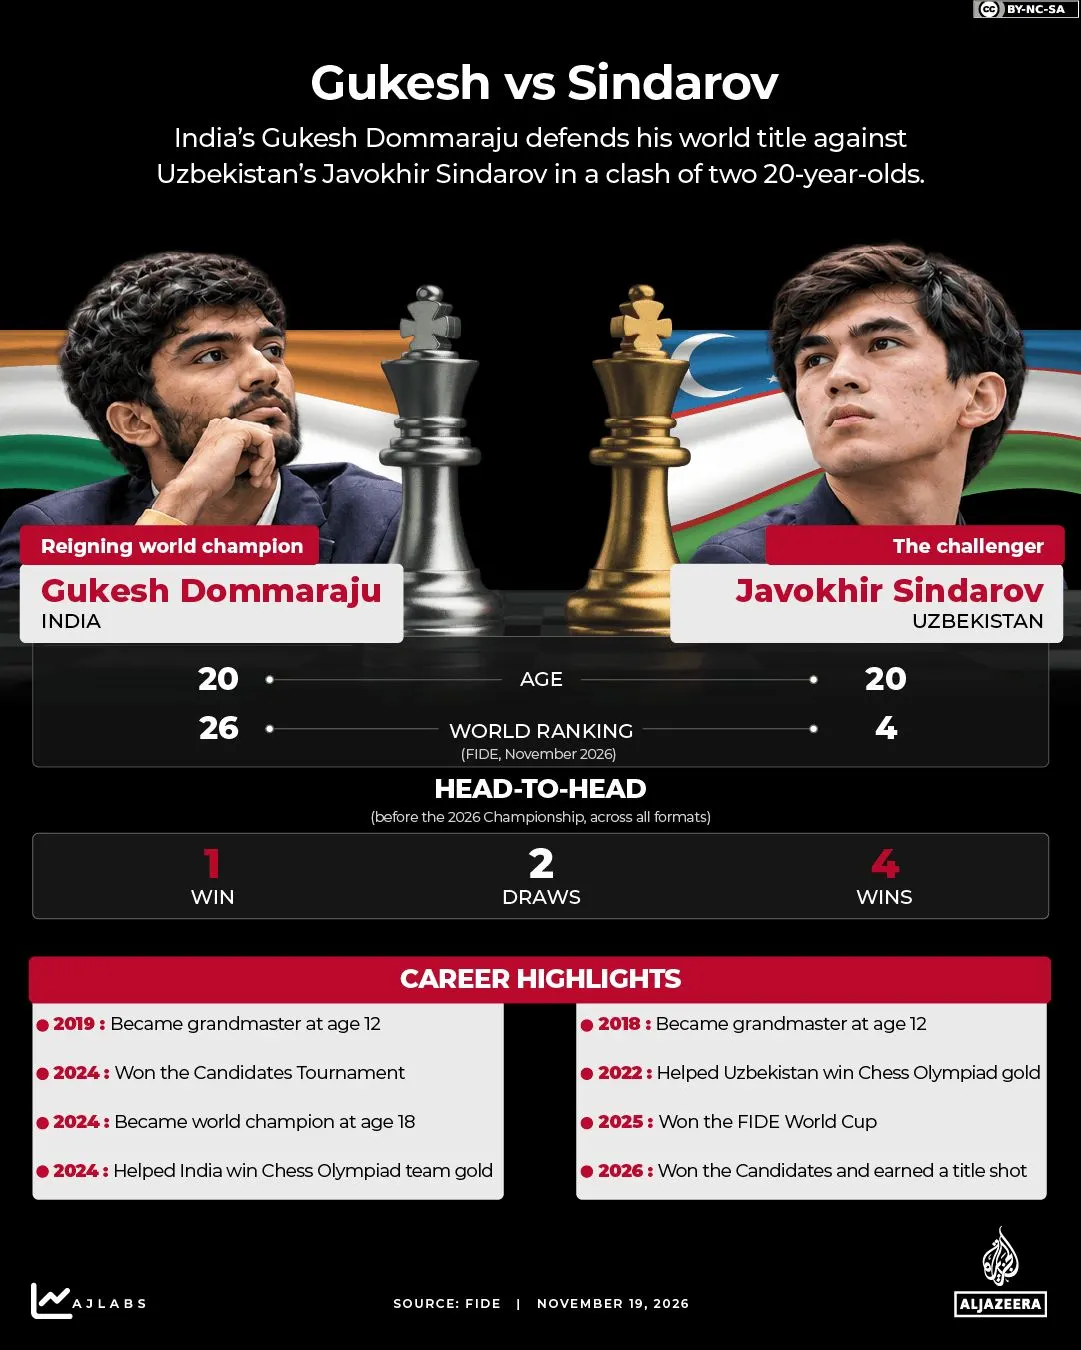 BY-NC-SA
Gukesh vs Sindarov
India’s Gukesh Dommaraju defends his world title against
Uzbekistan’s Javokhir Sindarov in a clash of two 20-year-olds.
Reigning world champion
Gukesh Dommaraju
INDIA
The challenger
Javokhir Sindarov
UZBEKISTAN
20 AGE 20
26 WORLD RANKING 4
(FIDE, November 2026)
HEAD-TO-HEAD
(before the 2026 Championship, across all formats)
1 2 4
WIN DRAWS WINS
CAREER HIGHLIGHTS
2019 : Became grandmaster at age 12
2024 : Won the Candidates Tournament
2024 : Became world champion at age 18
2024 : Helped India win Chess Olympiad team gold
2018 : Became grandmaster at age 12
2022 : Helped Uzbekistan win Chess Olympiad gold
2025 : Won the FIDE World Cup
2026 : Won the Candidates and earned a title shot
AJLABS
SOURCE: FIDE | NOVEMBER 19, 2026
ALJAZEERA